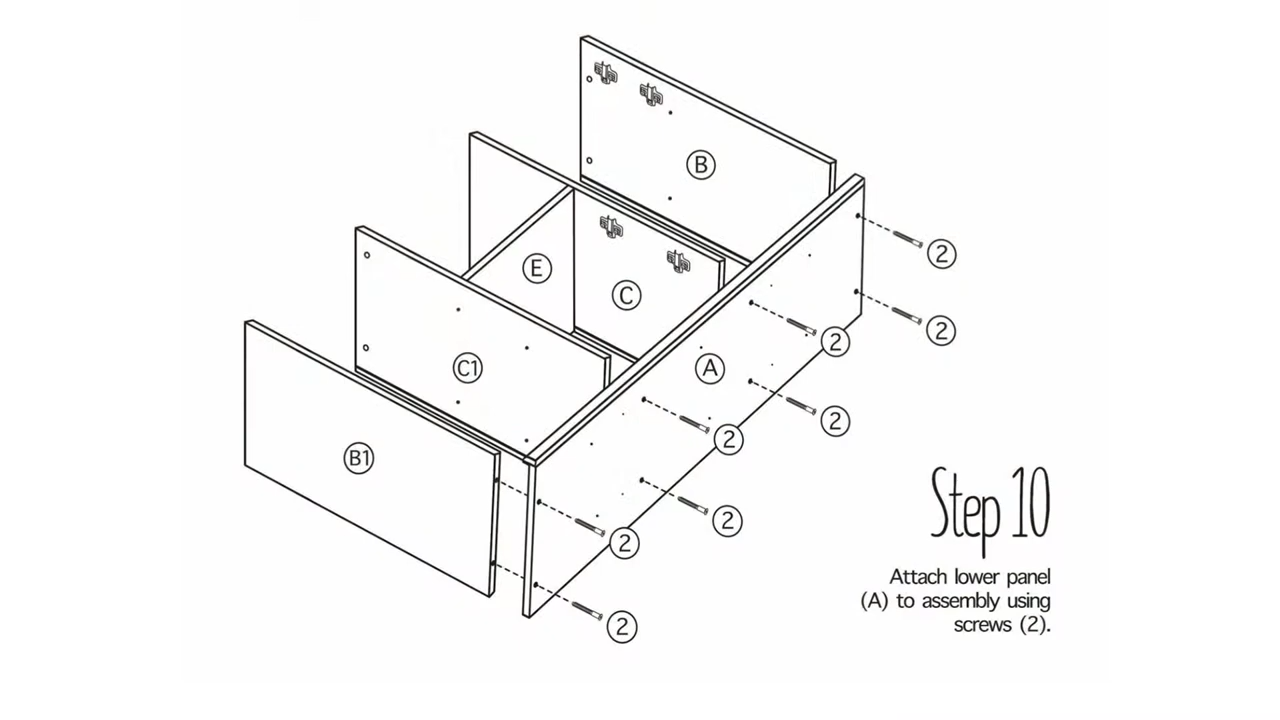 B
2
E
C
2
2
C1
A
2
2
B1
2
2
2
2
Step 10
Attach lower panel
(A) to assembly using
screws (2).